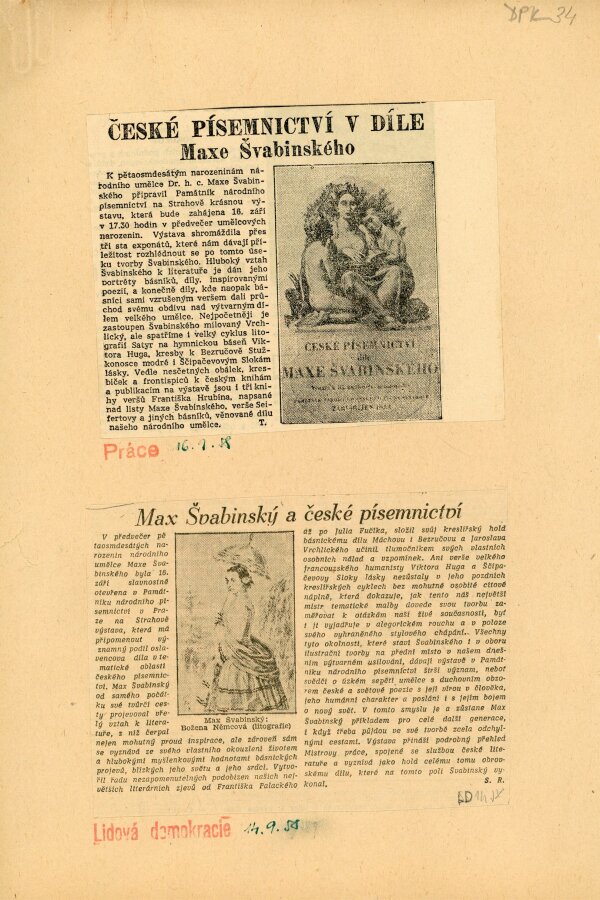 DPK 34
ČESKÉ PÍSEMNICTVÍ V DÍLE
Maxe Švabinského
K pětaosmdesátým narozeninám ná-
rodního umělce Dr. h. c. Maxe Švabin-
ského připravil Památník národního
písemnictví na Strahově krásnou vý-
stavu, která bude zahájena 16. září
v 17.30 hodin v předvečer umělcových
narozenin. Výstava shromáždila přes
tři sta exponátů, které nám dávají pří-
ležitost rozhlédnout se po tomto úse-
ku tvorby Švabinského. Hluboký vztah
Švabinského k literatuře je dán jeho
portréty básníků, díly, inspirovanými
poezií, a konečně díly, kde naopak bá-
sníci sami vzrušeným veršem dali prů-
chod svému obdivu nad výtvarným dí-
lem velkého umělce. Nejpočetněji je
zastoupen Švabinského milovaný Vrch-
lický, ale spatříme i velký cyklus lito-
grafií Satyr na hymnickou báseň Vik-
tora Huga, kresby k Bezručově Stuž-
konosce modré i Ščipačevovým Slokám
lásky. Vedle nesčetných obálek, kres-
biček a frontispiců k českým knihám
a publikacím na výstavě jsou i tři kni-
hy veršů Františka Hrubína, napsané
nad listy Maxe Švabinského, verše Sei-
fertovy a jiných básníků, věnované dílu
našeho národního umělce. T.
ČESKÉ PÍSEMNICTVÍ
MAXE ŠVABINSKÉHO
Práce 16.9.58
Max Švabinský a české písemnictví
V předvečer pě
taosmdesátých na-
rozenin národního
umělce Maxe Šva-
binského byla 16.
září slavnostně
otevřena v Památ-
níku národního pí-
semnictví v Pra-
ze na Strahově
výstava, která má
připomenout vý-
znamný podíl osla-
vencova díla v te-
matické oblasti
českého písemnic-
tví. Max Švabinský
od samého počát-
ku své tvůrčí ces-
ty projevoval vře-
lý vztah k litera-
tuře, z níž čerpal
nejen mohutný proud inspirace, ale zároveň sám
se vyznává ze svého vlastního okouzlení životem
a hlubokými myšlenkovými hodnotami básnických
projevů, blízkých jeho světu a jeho srdci. Vytvo-
řil řadu nezapomenutelných podobizen našich nej-
větších literárních zjevů od Františka Palackého
Max Švabinský:
Božena Němcová (litografie)
až po Julia Fučíka, složil svůj kreslířský hold
básnickému dílu Máchovu i Bezručovu a Jaroslava
Vrchlického učinil tlumočníkem svých vlastních
osobních nálad a vzpomínek. Ani verše velkého
francouzského humanisty Viktora Huga a Ščipa-
čevovy Sloky lásky nezůstaly v jeho pozdních
kreslířských cyklech bez mohutné osobité citové
náplně, která dokazuje, jak tento náš největší
mistr tematické malby dovede svou tvorbu za-
měřovat k otázkám naší živé současnosti, byť
i ji vyjadřuje v alegorickém rouchu a v poloze
svého vyhraněného stylového chápání. Všechny
tyto okolnosti, které staví Švabinského i v oboru
ilustrační tvorby na přední místo v našem dneš-
ním výtvarném usilování, dávají výstavě v Památ-
níku národního písemnictví širší význam, neboť
svědčí o úzkém sepětí umělce s duchovním obzo-
rem české a světové poezie s její vírou v člověka,
jeho humánní charakter a poslání i s jejím bojem
o nový svět. V tomto smyslu je a zůstane Max
Švabinský příkladem pro celé další generace,
i když třeba půjdou ve své tvorbě zcela odchyl-
nými cestami. Výstava přináší podrobný přehled
Mistrovy práce, spojené se službou české lite-
ratuře a vyznívá jako hold celému tomu obrov-
skému dílu, které na tomto poli Švabinský vy-
konal. S. R.
Lidová demokracie 14.9.58